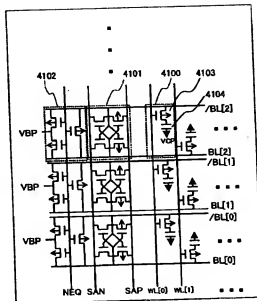 4102
4101
4100
4103
4104
/BL[2]
VBP
VCP
BL[2]
/BL[1]
VBP
BL[1]
/BL[0]
VBP
BL[0]
NEQ SAN SAP WL[0] WL[1]